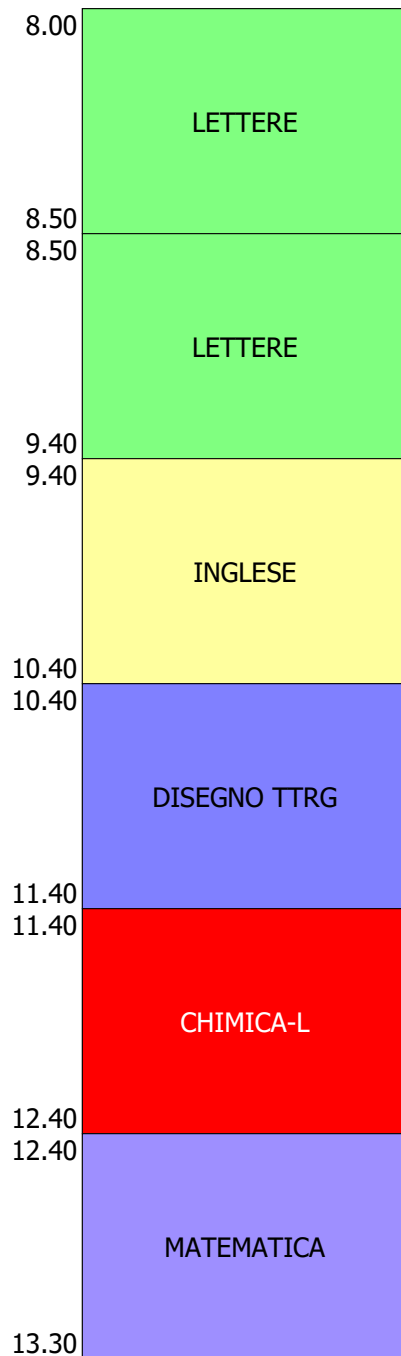 8.00
LETTERE
8.50
8.50
LETTERE
9.40
9.40
INGLESE
10.40
10.40
DISEGNO TTRG
11.40
11.40
CHIMICA-L
12.40
12.40
MATEMATICA
13.30